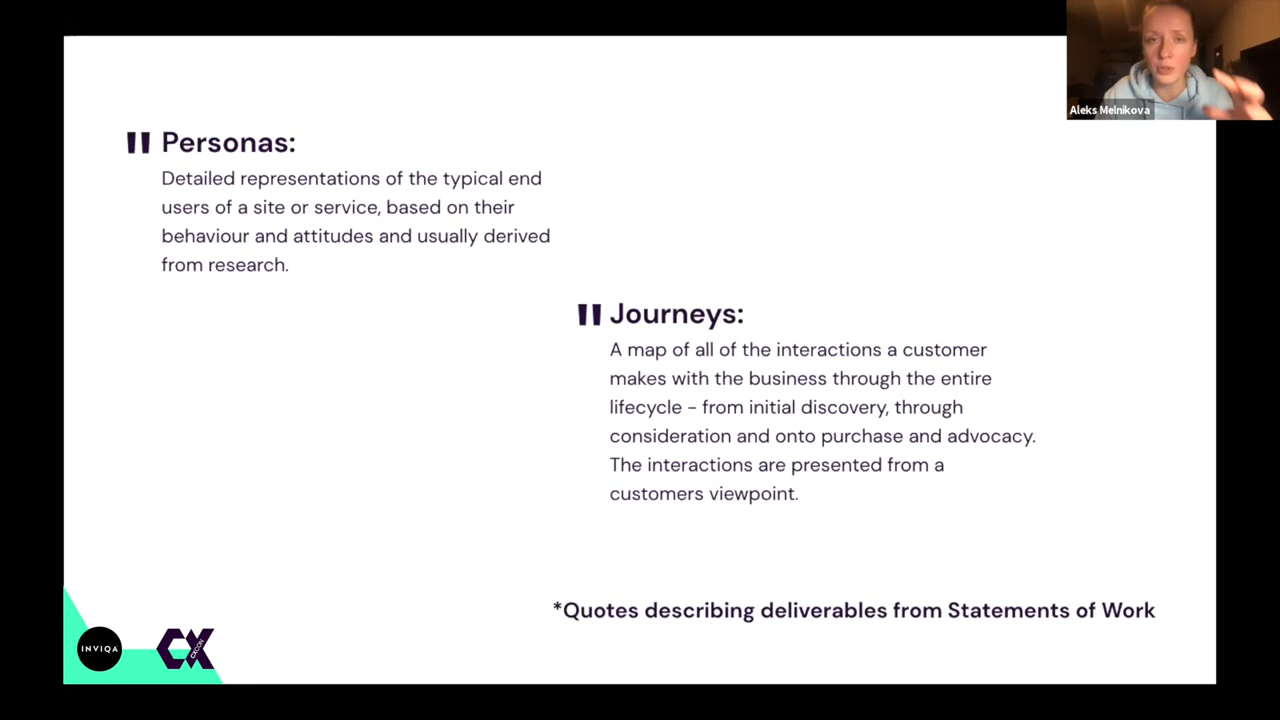 Aleks Melnikova
" Personas:
Detailed representations of the typical end
users of a site or service, based on their
behaviour and attitudes and usually derived
from research.
" Journeys:
A map of all of the interactions a customer
makes with the business through the entire
lifecycle - from initial discovery, through
consideration and onto purchase and advocacy.
The interactions are presented from a
customers viewpoint.
*Quotes describing deliverables from Statements of Work
INVIQA
CX